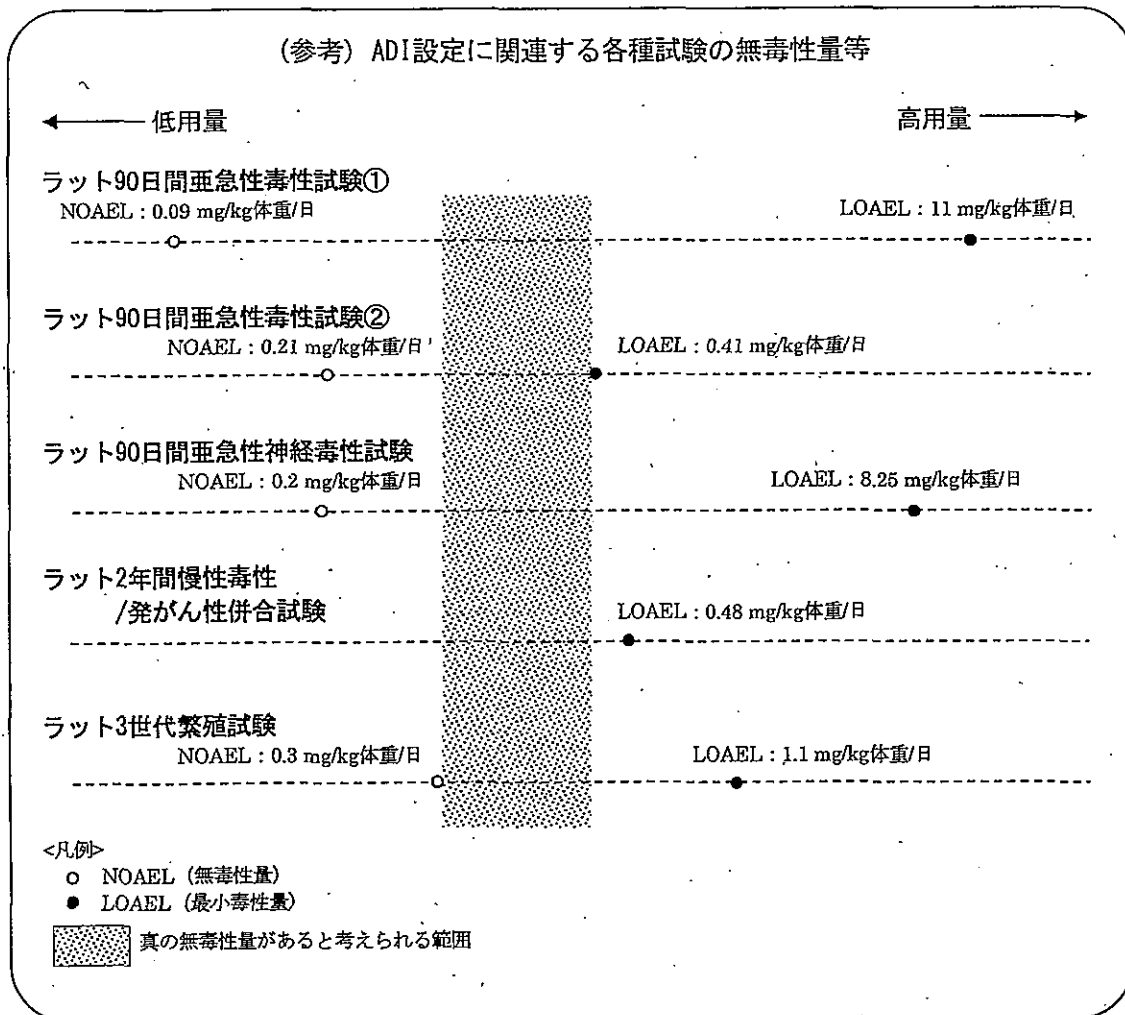 (参考) ADI設定に関連する各種試験の無毒性量等
低用量
高用量
ラット90日間亜急性毒性試験①
NOAEL：0.09 mg/kg体重/日
LOAEL：11 mg/kg体重/日
ラット90日間亜急性毒性試験②
NOAEL：0.21 mg/kg体重/日
LOAEL：0.41 mg/kg体重/日
ラット90日間亜急性神経毒性試験
NOAEL：0.2 mg/kg体重/日
LOAEL：8.25 mg/kg体重/日
ラット2年間慢性毒性
/発がん性併合試験
LOAEL：0.48 mg/kg体重/日
ラット3世代繁殖試験
NOAEL：0.3 mg/kg体重/日
LOAEL：1.1 mg/kg体重/日
<凡例>
○ NOAEL (無毒性量)
● LOAEL (最小毒性量)
真の無毒性量があると考えられる範囲